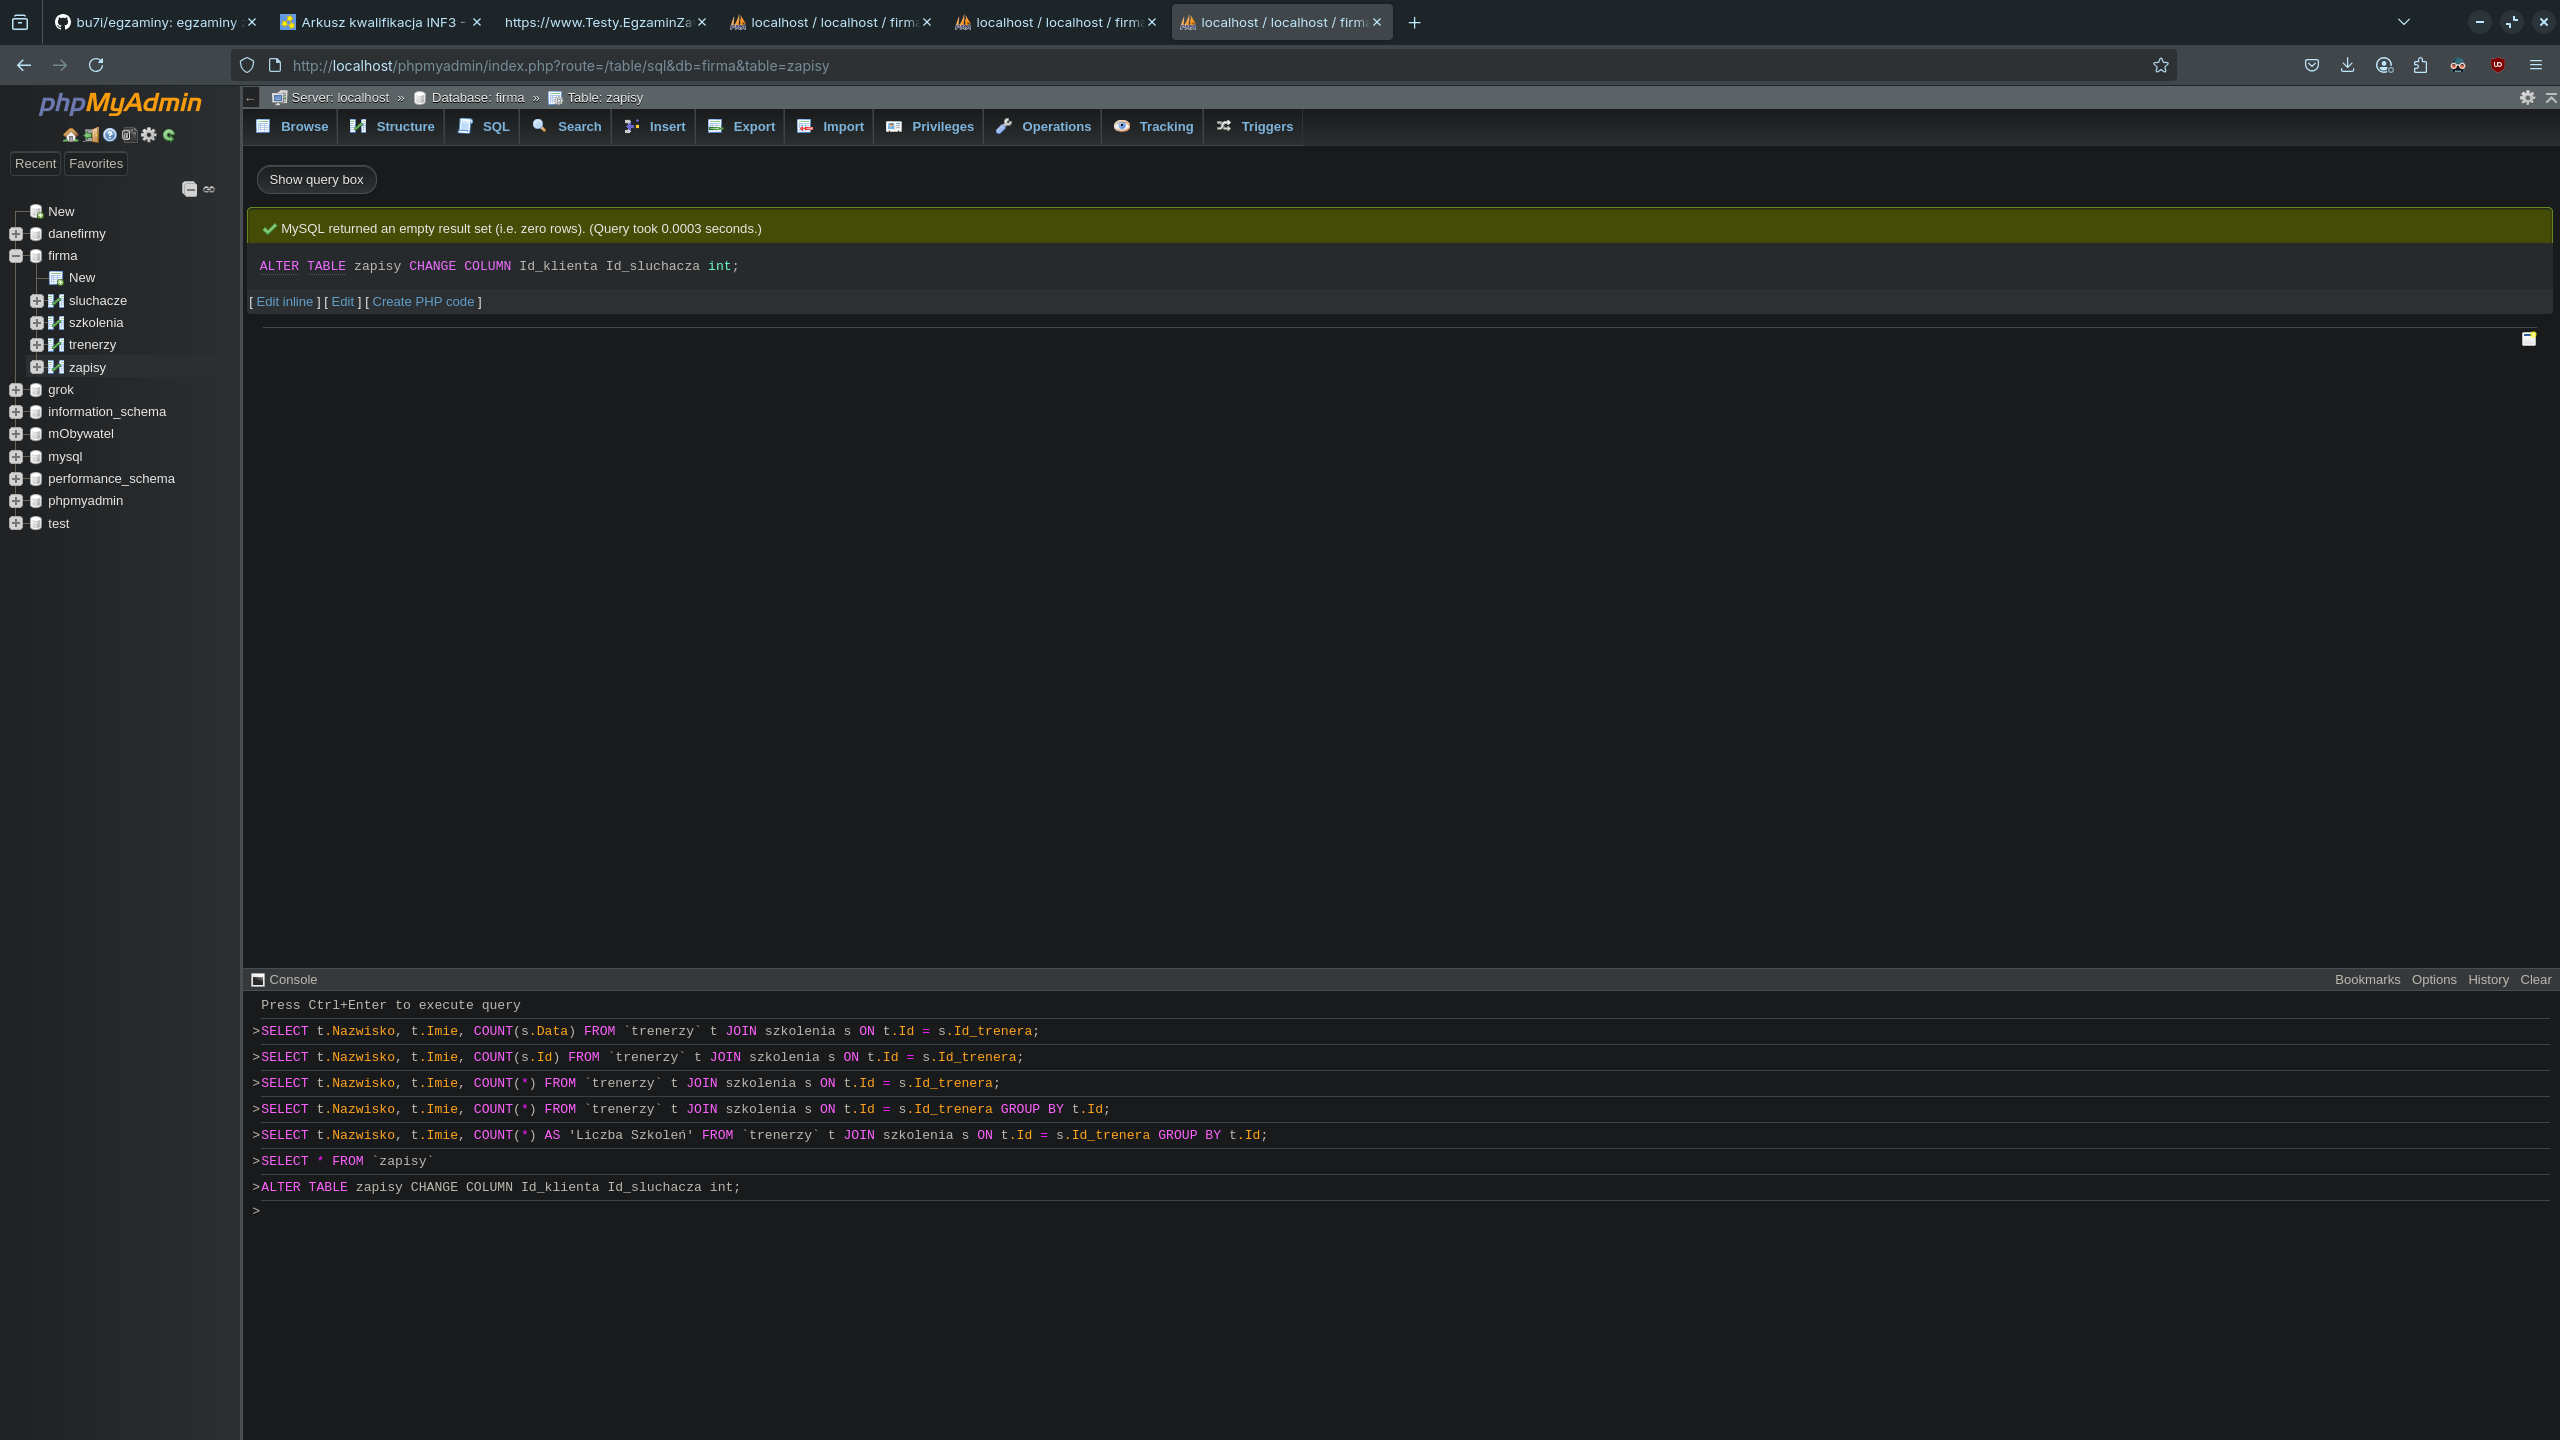 bu7i/egzaminy: egzaminy
Arkusz kwalifikacja INF3 -
https://www.Testy.EgzaminZa
localhost / localhost / firma
localhost / localhost / firma
localhost / localhost / firma
http://localhost/phpmyadmin/index.php?route=/table/sql&db=firma&table=zapisy
phpMyAdmin
Recent Favorites
New
danefirmy
firma
New
sluchacze
szkolenia
trenerzy
zapisy
grok
information_schema
mObywatel
mysql
performance_schema
phpmyadmin
test
← Server: localhost » Database: firma » Table: zapisy
Browse Structure SQL Search Insert Export Import Privileges Operations Tracking Triggers
Show query box
MySQL returned an empty result set (i.e. zero rows). (Query took 0.0003 seconds.)
ALTER TABLE zapisy CHANGE COLUMN Id_klienta Id_sluchacza int;
[ Edit inline ] [ Edit ] [ Create PHP code ]
Console Bookmarks Options History Clear
Press Ctrl+Enter to execute query
>SELECT t.Nazwisko, t.Imie, COUNT(s.Data) FROM `trenerzy` t JOIN szkolenia s ON t.Id = s.Id_trenera;
>SELECT t.Nazwisko, t.Imie, COUNT(s.Id) FROM `trenerzy` t JOIN szkolenia s ON t.Id = s.Id_trenera;
>SELECT t.Nazwisko, t.Imie, COUNT(*) FROM `trenerzy` t JOIN szkolenia s ON t.Id = s.Id_trenera;
>SELECT t.Nazwisko, t.Imie, COUNT(*) FROM `trenerzy` t JOIN szkolenia s ON t.Id = s.Id_trenera GROUP BY t.Id;
>SELECT t.Nazwisko, t.Imie, COUNT(*) AS 'Liczba Szkoleń' FROM `trenerzy` t JOIN szkolenia s ON t.Id = s.Id_trenera GROUP BY t.Id;
>SELECT * FROM `zapisy`
>ALTER TABLE zapisy CHANGE COLUMN Id_klienta Id_sluchacza int;
>